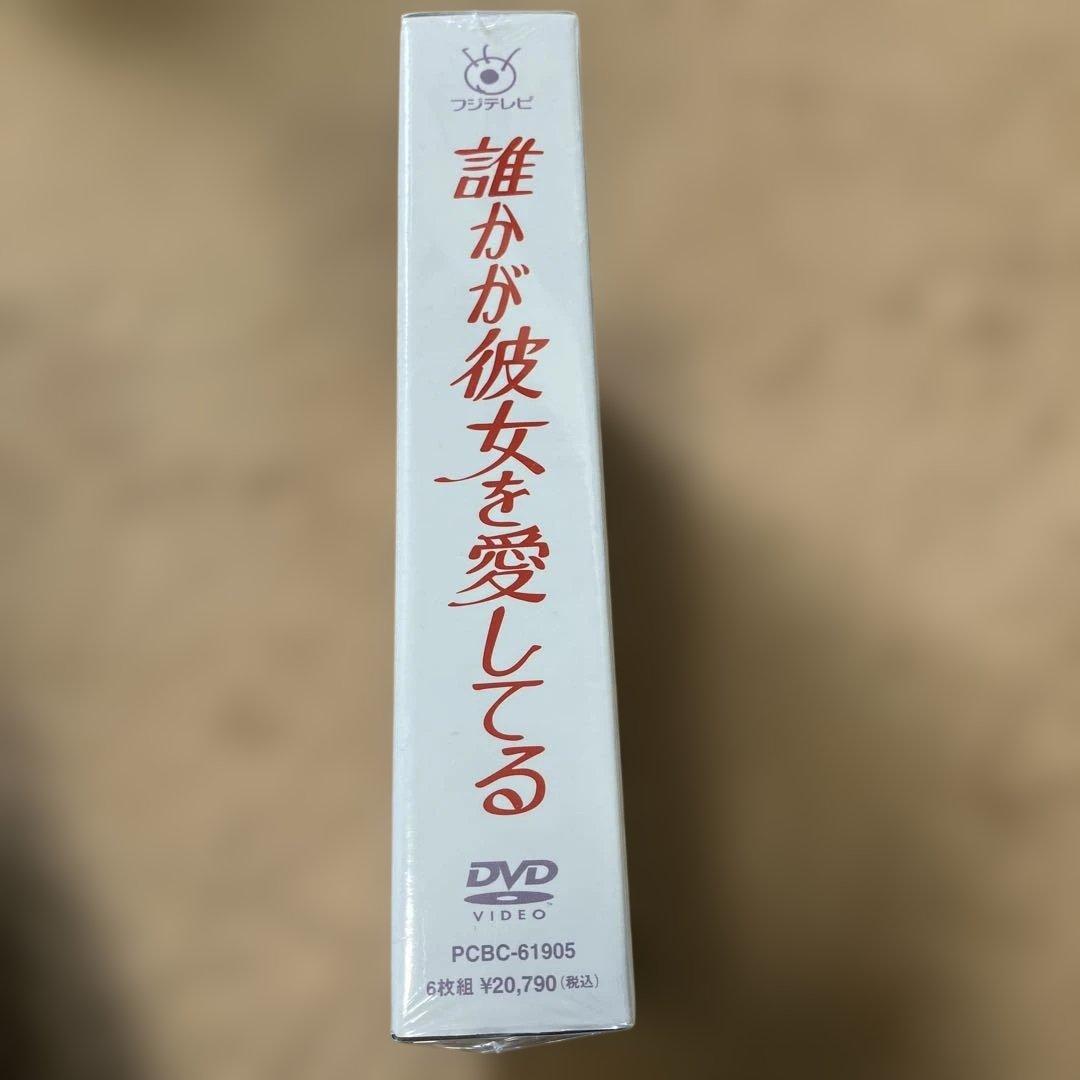 フジテレビ
誰かが彼女を愛してる
DVD
VIDEO
TM
PCBC-61905
6枚組 ¥20,790(税込)